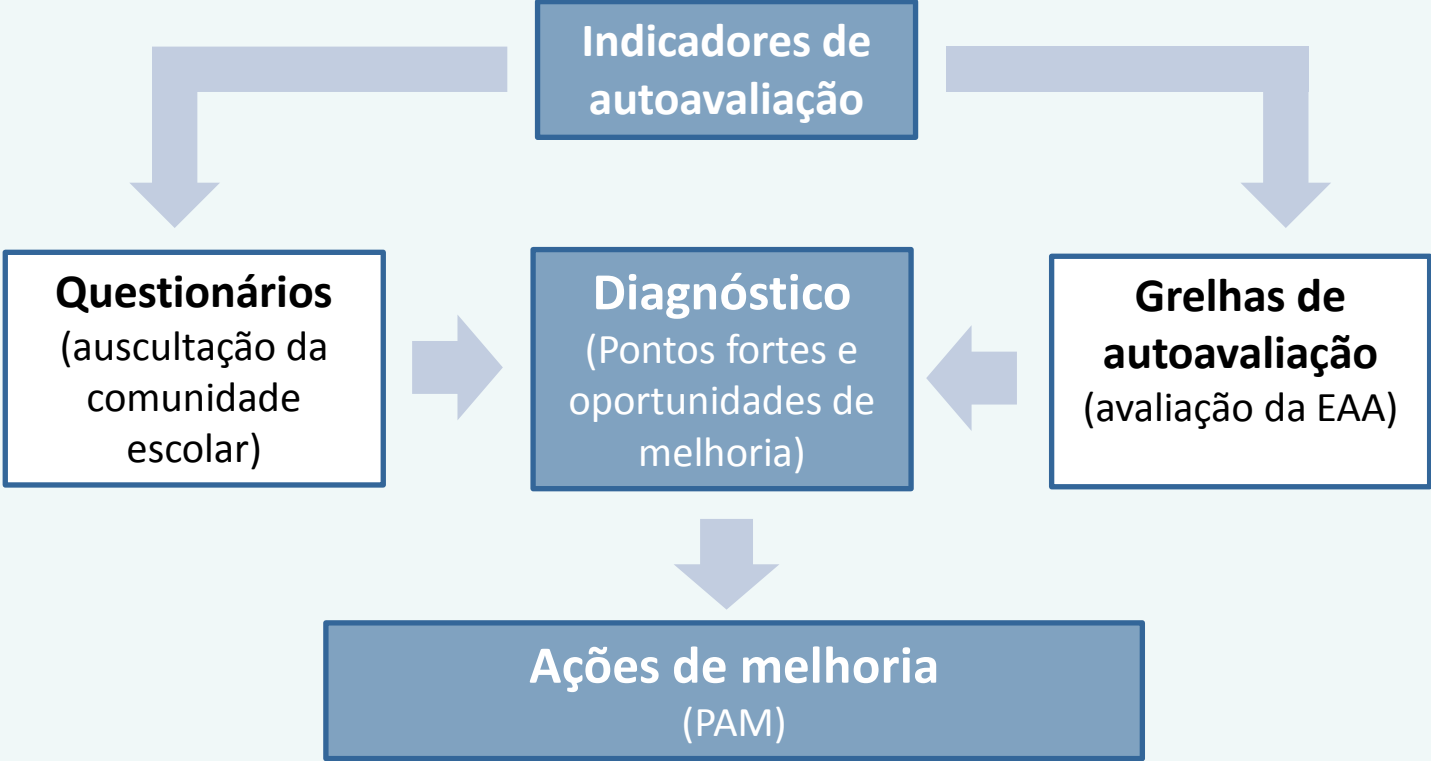 Indicadores de
autoavaliação
Questionários
(auscultação da
comunidade
escolar)
Diagnóstico
(Pontos fortes e
oportunidades de
melhoria)
Grelhas de
autoavaliação
(avaliação da EAA)
Ações de melhoria
(PAM)